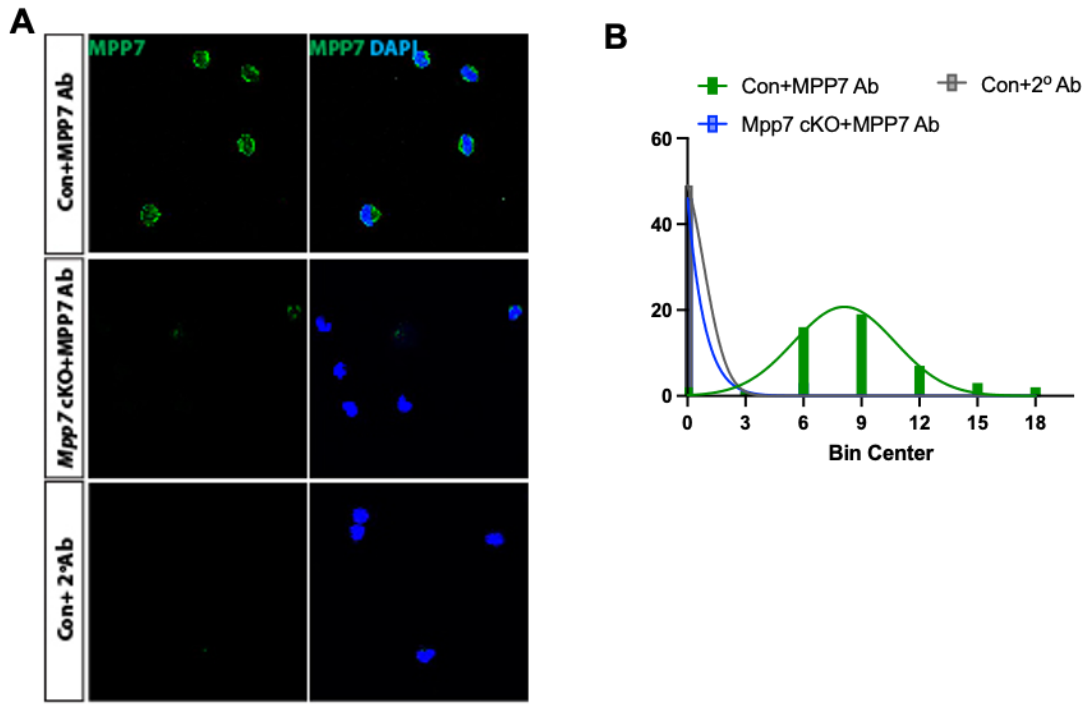 A
MPP7
MPP7 DAPI
Con+MPP7 Ab
Mpp7 cKO+MPP7 Ab
Con+ 2°Ab
B
Con+MPP7 Ab
Con+2º Ab
Mpp7 cKO+MPP7 Ab
60
40
20
0
0 3 6 9 12 15 18
Bin Center